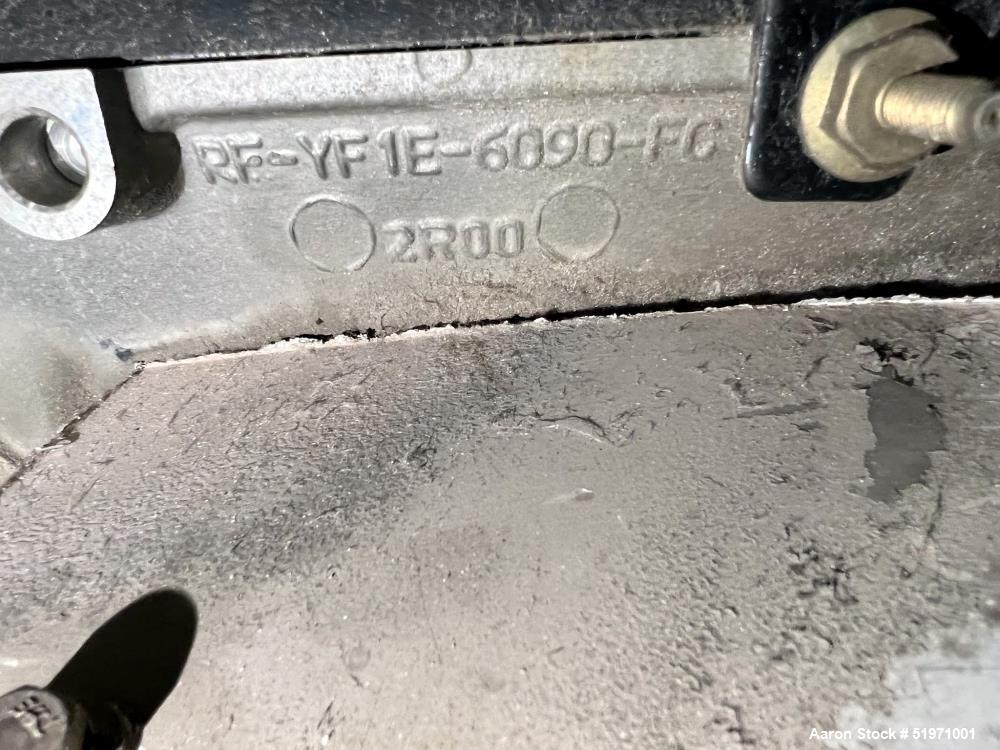 RF-YF1E-6090-FC
2R00
Aaron Stock # 51971001